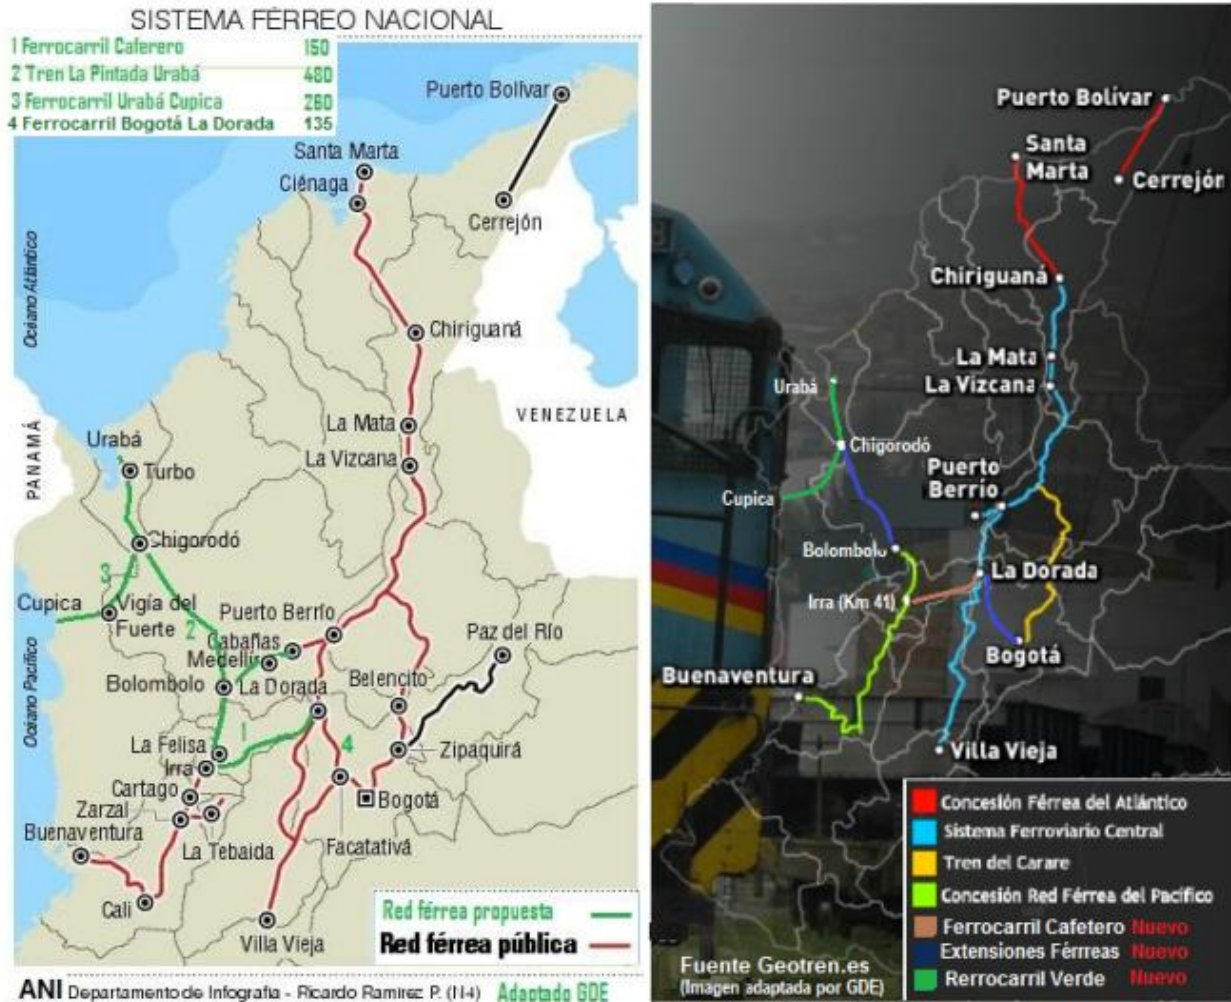 SISTEMA FÉRREO NACIONAL
1 Ferrocarril Caferero 150
2 Tren La Pintada Urabá 480
3 Ferrocarril Urabá Cupica 260
4 Ferrocarril Bogotá La Dorada 135
Puerto Bolívar
Santa Marta
Ciénaga
Cerrejón
Océano Atlántico
Chiriguaná
PANAMÁ
VENEZUELA
La Mata
La Vizcana
Urabá
Turbo
Chigorodó
3
Cupica
Vigía del
Fuerte
2
Puerto Berrío
Cabañas
Medellín
Paz del Río
Océano Pacífico
Bolombolo
La Dorada
Belencito
1
4
La Felisa
Irra
Zipaquirá
Cartago
Zarzal
Bogotá
Buenaventura
La Tebaida
Facatativá
Cali
Villa Vieja
Red férrea propuesta
Red férrea pública
ANI Departamento de Infografia - Ricardo Ramírez P. (I14) Adaptado GDE
Puerto Bolívar
Santa
Marta
Cerrejón
Chiriguaná
La Mata
La Vizcana
Urabá
Chigorodó
Puerto
Berrío
Cupica
Bolombolo
La Dorada
Irra (Km 41)
Bogotá
Buenaventura
Villa Vieja
Concesión Férrea del Atlántico
Sistema Ferroviario Central
Tren del Carare
Concesión Red Férrea del Pacífico
Ferrocarril Cafetero Nuevo
Extensiones Férrreas Nuevo
Rerrocarril Verde Nuevo
Fuente Geotren.es
(Imagen adaptada por GDE)